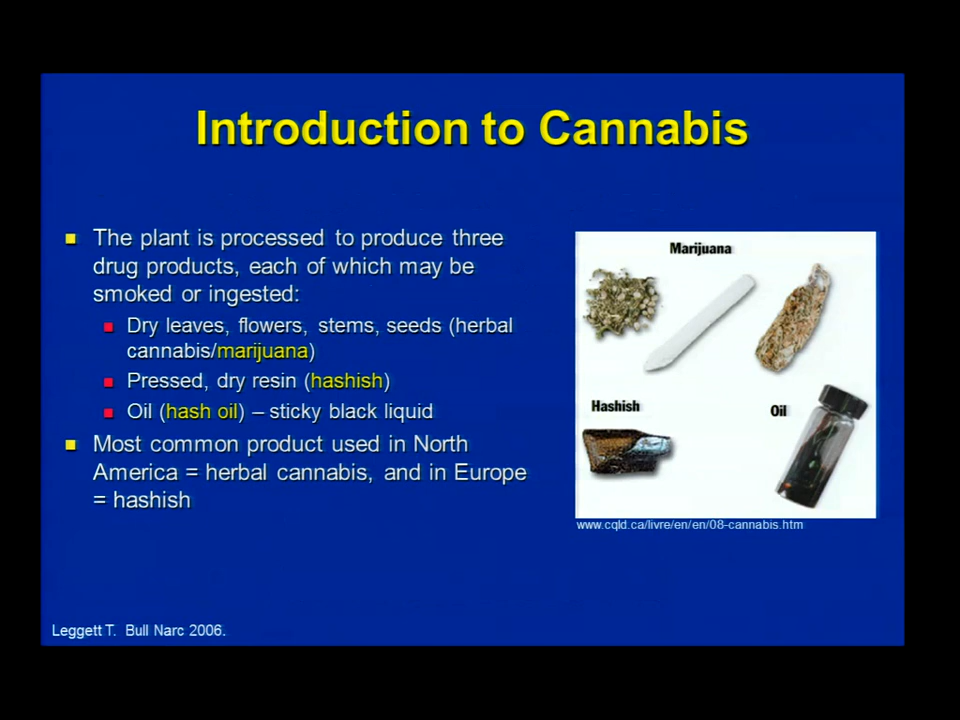 Introduction to Cannabis
The plant is processed to produce three
drug products, each of which may be
smoked or ingested:
Dry leaves, flowers, stems, seeds (herbal
cannabis/marijuana)
Pressed, dry resin (hashish)
Oil (hash oil) – sticky black liquid
Most common product used in North
America = herbal cannabis, and in Europe
= hashish
Marijuana
Hashish
Oil
www.cqld.ca/livre/en/en/08-cannabis.htm
Leggett T. Bull Narc 2006.